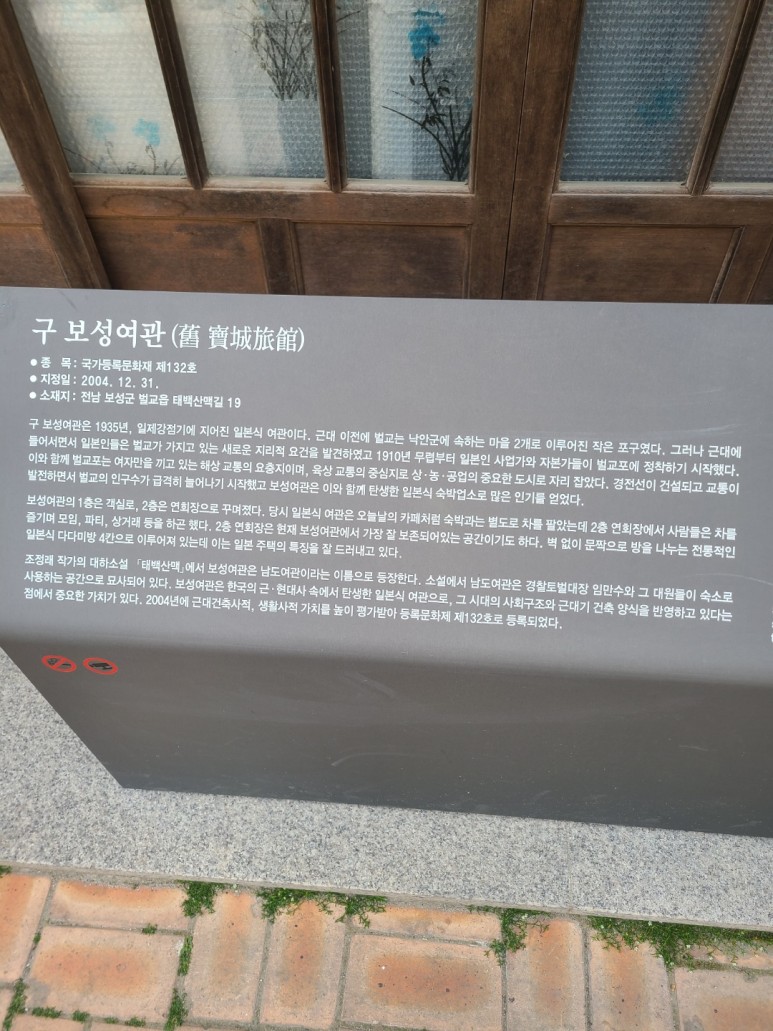 구 보성여관 (舊 寶城旅館)
● 종 목 : 국가등록문화재 제132호
● 지정일 : 2004. 12. 31.
● 소재지 : 전남 보성군 벌교읍 태백산맥길 19
구 보성여관은 1935년, 일제강점기에 지어진 일본식 여관이다. 근대 이전에 벌교는 낙안군에 속하는 마을 2개로 이루어진 작은 포구였다. 그러나 근대에
들어서면서 일본인들은 벌교가 가지고 있는 새로운 지리적 요건을 발견하였고 1910년 무렵부터 일본인 사업가와 자본가들이 벌교포에 정착하기 시작했다.
이와 함께 벌교포는 여자만을 끼고 있는 해상 교통의 요충지이며, 육상 교통의 중심지로 상·농·공업의 중요한 도시로 자리 잡았다. 경전선이 건설되고 교통이
발전하면서 벌교의 인구수가 급격히 늘어나기 시작했고 보성여관은 이와 함께 탄생한 일본식 숙박업소로 많은 인기를 얻었다.
보성여관의 1층은 객실로, 2층은 연회장으로 꾸며졌다. 당시 일본식 여관은 오늘날의 카페처럼 숙박과는 별도로 차를 팔았는데 2층 연회장에서 사람들은 차를
즐기며 모임, 파티, 상거래 등을 하곤 했다. 2층 연회장은 현재 보성여관에서 가장 잘 보존되어있는 공간이기도 하다. 벽 없이 문짝으로 방을 나누는 전통적인
일본식 다다미방 4칸으로 이루어져 있는데 이는 일본 주택의 특징을 잘 드러내고 있다.
조정래 작가의 대하소설 「태백산맥」에서 보성여관은 남도여관이라는 이름으로 등장한다. 소설에서 남도여관은 경찰토벌대장 임만수와 그 대원들이 숙소로
사용하는 공간으로 묘사되어 있다. 보성여관은 한국의 근·현대사 속에서 탄생한 일본식 여관으로, 그 시대의 사회구조와 근대기 건축 양식을 반영하고 있다는
점에서 중요한 가치가 있다. 2004년에 근대건축사적, 생활사적 가치를 높이 평가받아 등록문화제 제132호로 등록되었다.